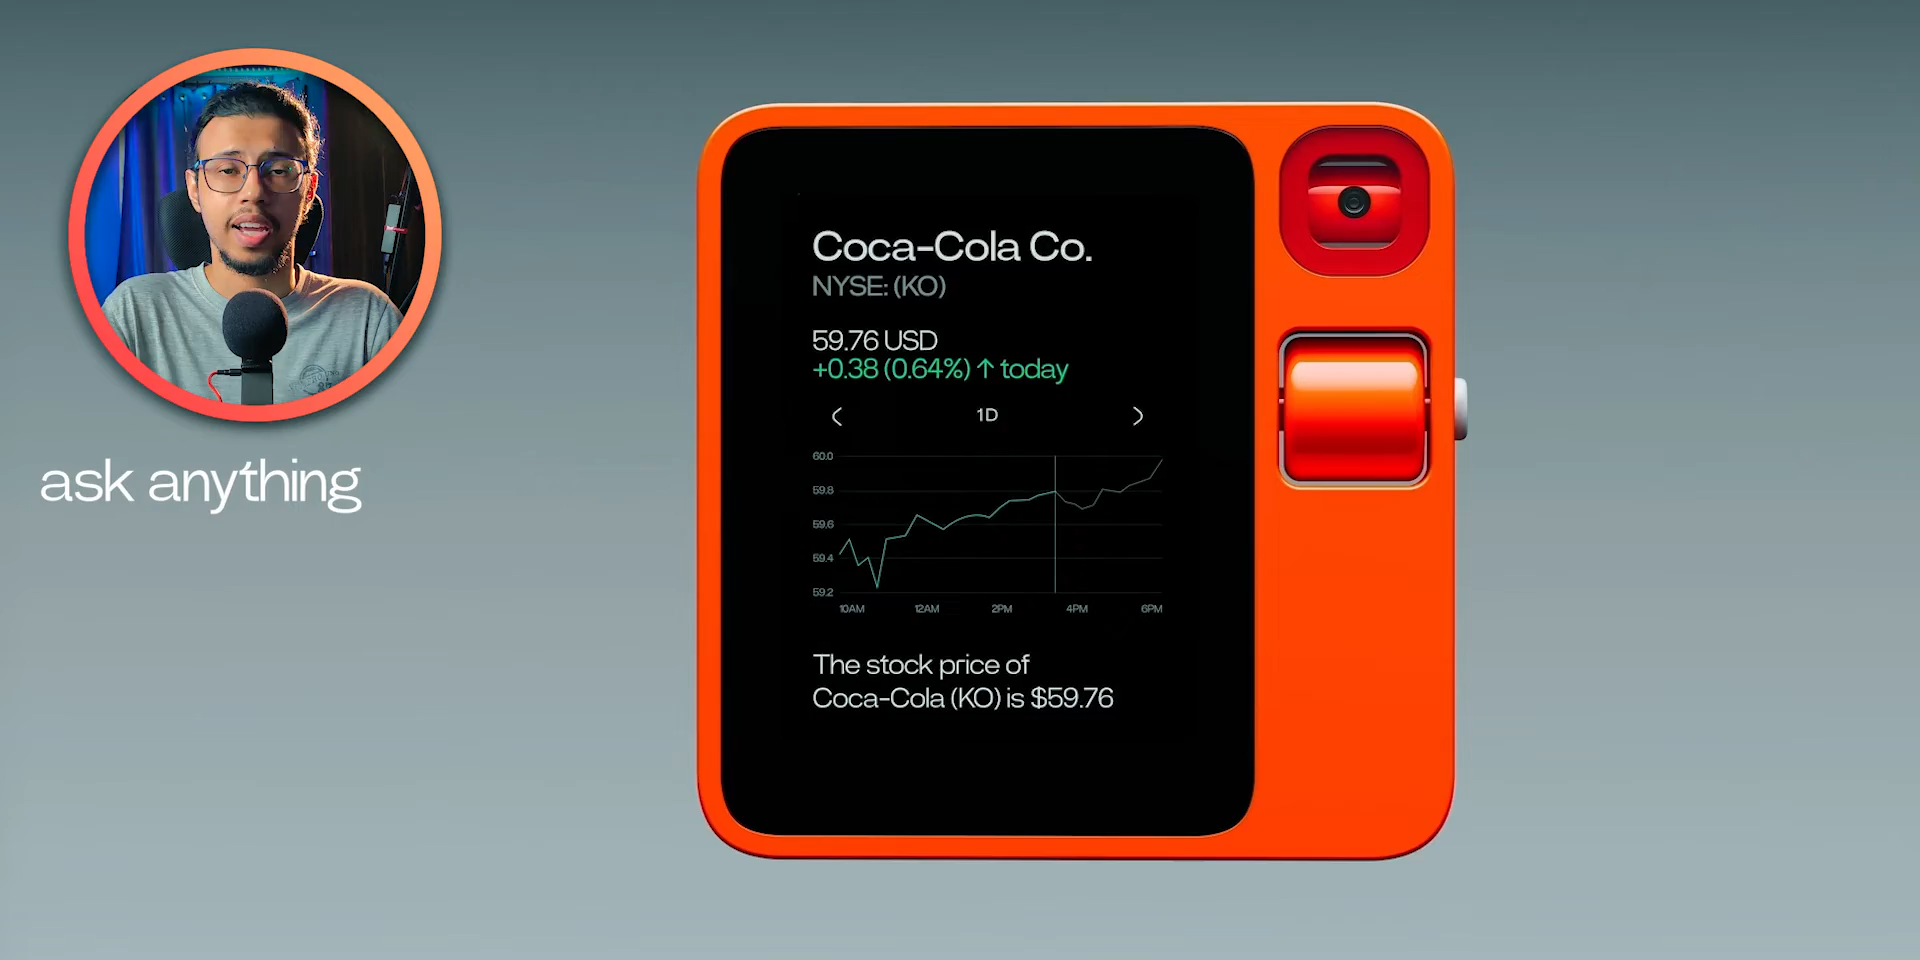 ask anything
Coca-Cola Co.
NYSE: (KO)
59.76 USD
+0.38 (0.64%) ↑ today
< 1D >
60.0
59.8
59.6
59.4
59.2
10AM 12AM 2PM 4PM 6PM
The stock price of
Coca-Cola (KO) is $59.76